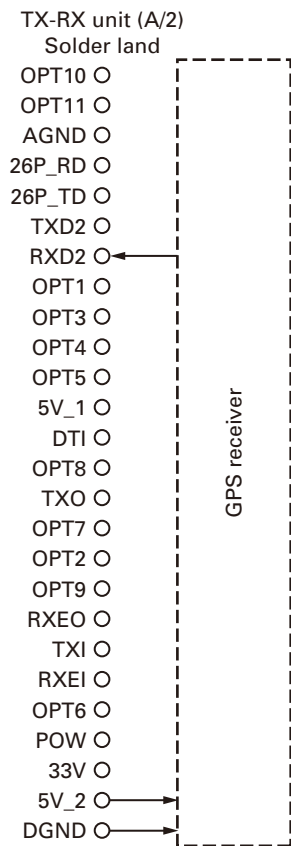 TX-RX unit (A/2)
Solder land
OPT10
OPT11
AGND
26P_RD
26P_TD
TXD2
RXD2
OPT1
OPT3
OPT4
OPT5
5V_1
DTI
OPT8
TXO
OPT7
OPT2
OPT9
RXEO
TXI
RXEI
OPT6
POW
33V
5V_2
DGND
GPS receiver